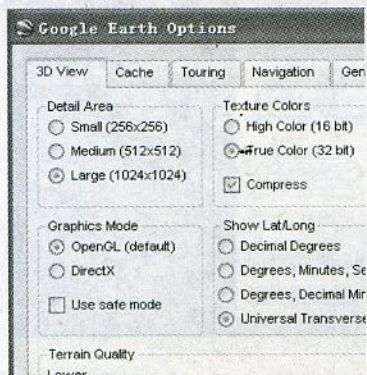 Google Earth Options
3D View Cache Touring Navigation Gen
Detail Area
Small (256x256)
Medium (512x512)
Large (1024x1024)
Texture Colors
High Color (16 bit)
True Color (32 bit)
Compress
Graphics Mode
OpenGL (default)
DirectX
Use safe mode
Show Lat/Long
Decimal Degrees
Degrees, Minutes, Se
Degrees, Decimal Min
Universal Transverse
Terrain Quality
Lower